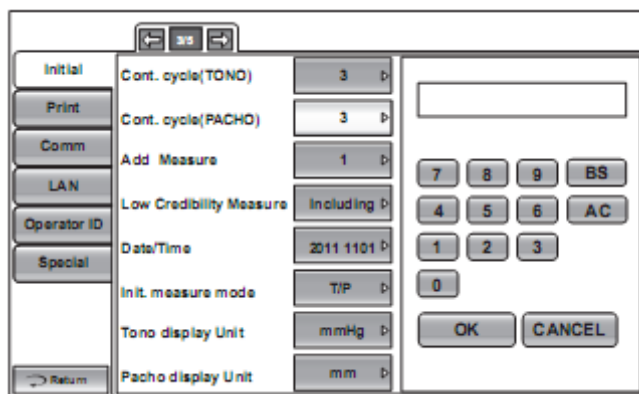 3/5
Initial
Print
Comm
LAN
Operator ID
Special
Return
Cont. cycle(TONO) 3
Cont. cycle(PACHO) 3
Add Measure 1
Low Credibility Measure Including
Date/Time 2011 1101
Init. measure mode T/P
Tono display Unit mmHg
Pacho display Unit mm
7 8 9 BS
4 5 6 AC
1 2 3
0
OK CANCEL